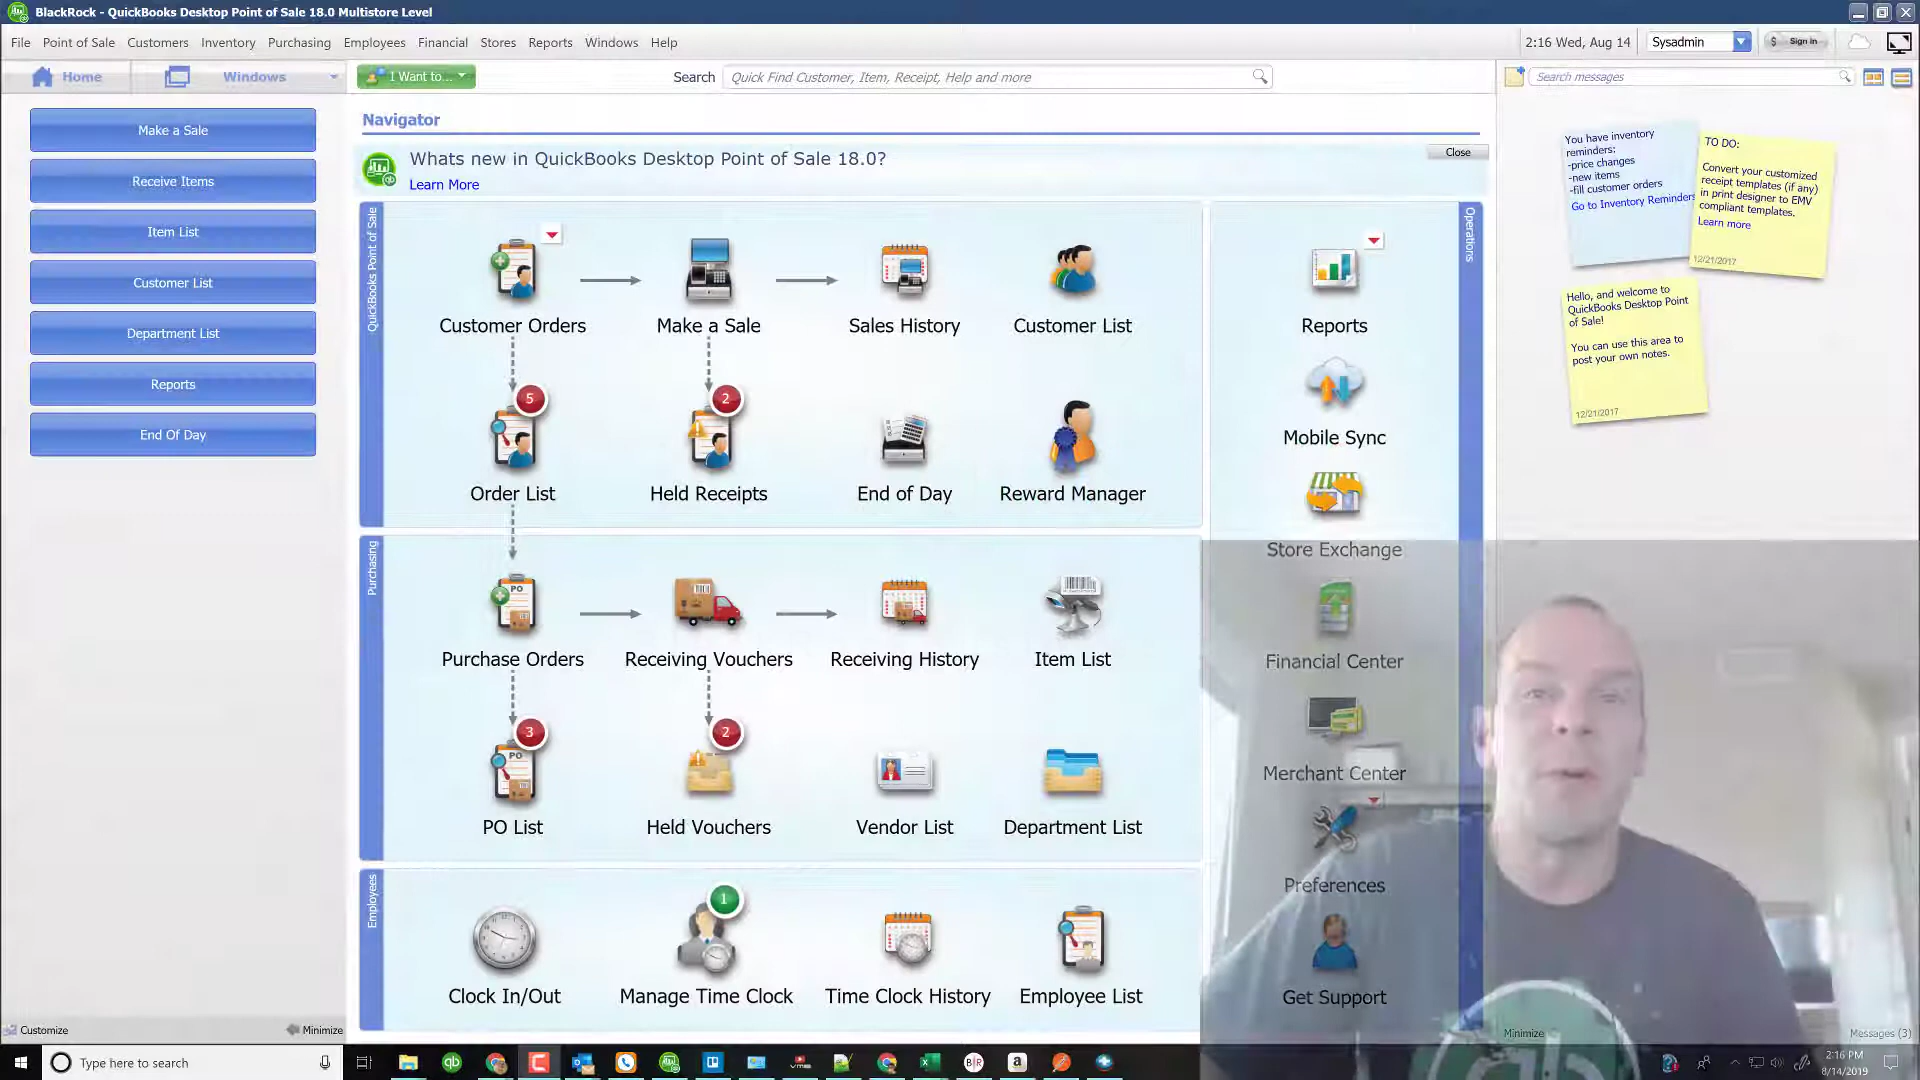 BlackRock - QuickBooks Desktop Point of Sale 18.0 Multistore Level
File Point of Sale Customers Inventory Purchasing Employees Financial Stores Reports Windows Help
2:16 Wed, Aug 14
Sysadmin
$ Sign in
Home
Windows
I Want to...
Search
Quick Find Customer, Item, Receipt, Help and more
Search messages
Make a Sale
Receive Items
Item List
Customer List
Department List
Reports
End Of Day
Navigator
Whats new in QuickBooks Desktop Point of Sale 18.0?
Learn More
Close
QuickBooks Point of Sale
Customer Orders
Make a Sale
Sales History
Customer List
5
2
Order List
Held Receipts
End of Day
Reward Manager
Purchasing
PO
Purchase Orders
Receiving Vouchers
Receiving History
Item List
3
2
PO
PO List
Held Vouchers
Vendor List
Department List
Employees
1
Clock In/Out
Manage Time Clock
Time Clock History
Employee List
Operations
Reports
Mobile Sync
Store Exchange
Financial Center
Merchant Center
Preferences
Get Support
You have inventory
reminders:
-price changes
-new items
-fill customer orders
Go to Inventory Reminders
TO DO:
Convert your customized
receipt templates (if any)
in print designer to EMV
compliant templates.
Learn more
12/21/2017
Hello, and welcome to
QuickBooks Desktop Point
of Sale!
You can use this area to
post your own notes.
12/21/2017
Customize
Minimize
Minimize
Messages (3)
Type here to search
qb
B|R
a
2:16 PM
8/14/2019
qb